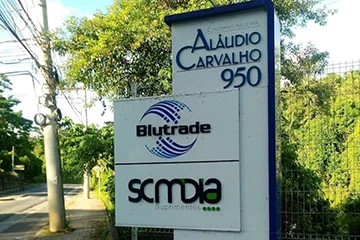 ALÁUDIO
CARVALHO
950
Blutrade
scmDIA
Suprimentos